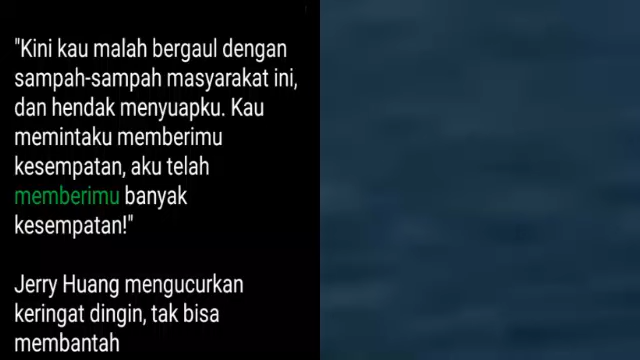 "Kini kau malah bergaul dengan
sampah-sampah masyarakat ini,
dan hendak menyuapku. Kau
memintaku memberimu
kesempatan, aku telah
memberimu banyak
kesempatan!"
Jerry Huang mengucurkan
keringat dingin, tak bisa
membantah